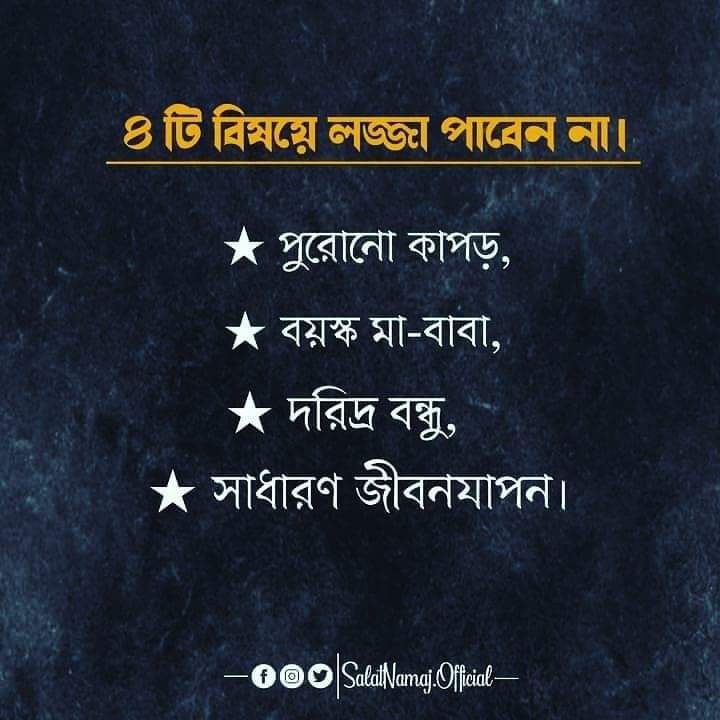 ৪ টি বিষয়ে লজ্জা পাবেন না।
★ পুরোনো কাপড়,
★ বয়স্ক মা-বাবা,
★ দরিদ্র বন্ধু,
★ সাধারণ জীবনযাপন।
SalatNamaj.Official